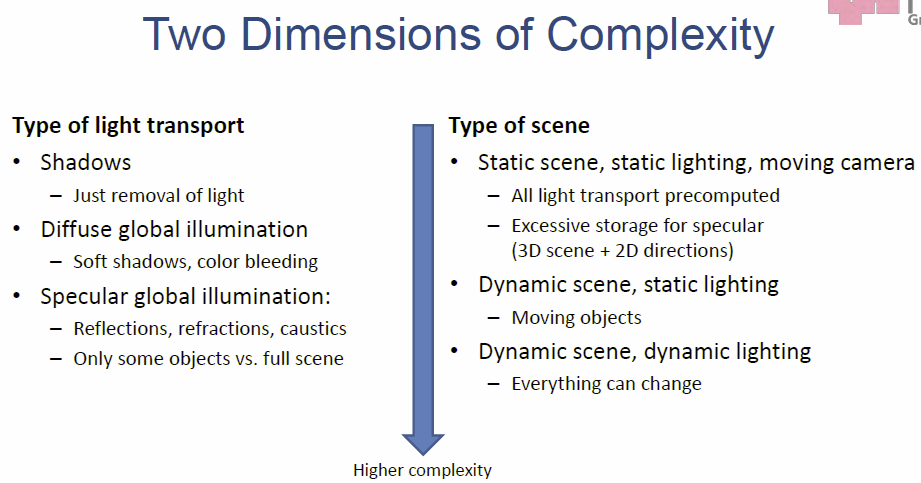 Two Dimensions of Complexity
Type of light transport
• Shadows
– Just removal of light
• Diffuse global illumination
– Soft shadows, color bleeding
• Specular global illumination:
– Reflections, refractions, caustics
– Only some objects vs. full scene
Type of scene
• Static scene, static lighting, moving camera
– All light transport precomputed
– Excessive storage for specular
(3D scene + 2D directions)
• Dynamic scene, static lighting
– Moving objects
• Dynamic scene, dynamic lighting
– Everything can change
Higher complexity